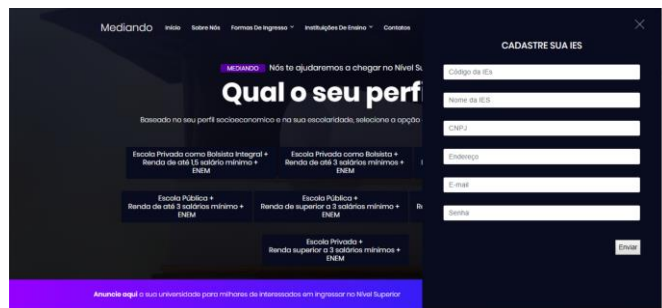 Mediando Início Sobre Nós Formas De Ingresso Instituições De Ensino Contatos
MEDIANDO Nós te ajudaremos a chegar no Nível Su
Qual o seu perfi
Baseado no seu perfil socioeconomico e na sua escolaridade, selecione a opção
Escola Privada como Bolsista Integral +
Renda de até 1,5 salário mínimo +
ENEM
Escola Privada como Bolsista +
Renda de até 3 salários mínimos +
ENEM
Escola Pública +
Renda de até 3 salários mínimo +
ENEM
Escola Pública +
Renda de superior a 3 salários mínimo +
ENEM
Escola Privada +
Renda superior a 3 salários mínimos +
ENEM
Anuncie aqui a sua universidade para milhares de interessados em ingressar no Nível Superior
CADASTRE SUA IES
Código da IEs
Nome da IES
CNPJ
Endereço
E-mail
Senha
Enviar